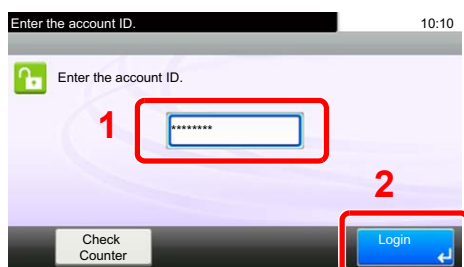 Enter the account ID. 10:10
Enter the account ID.
1
********
2
Check
Counter
Login